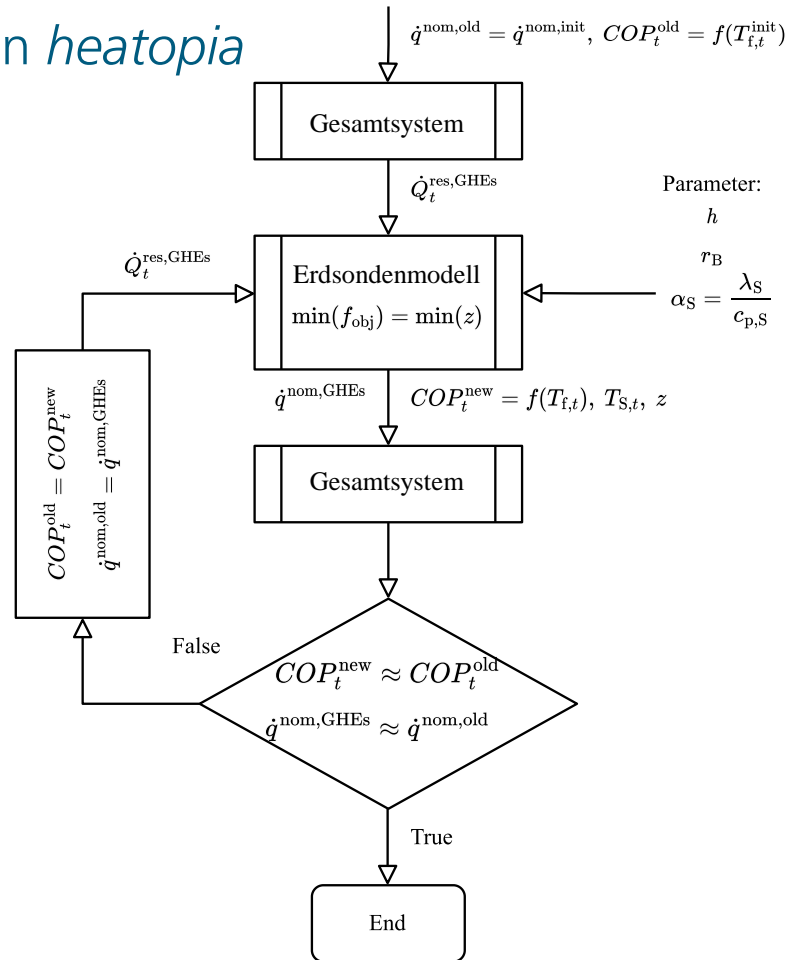 n heatopia
q̇^nom,old = q̇^nom,init, COP_t^old = f(T_f,t^init)
Gesamtsystem
Q̇_t^res,GHEs
Parameter:
h
r_B
α_S = λ_S / c_p,S
Q̇_t^res,GHEs
Erdsondenmodell
min(f_obj) = min(z)
q̇^nom,GHEs
COP_t^new = f(T_f,t), T_S,t, z
COP_t^old = COP_t^new
q̇^nom,old = q̇^nom,GHEs
Gesamtsystem
False
COP_t^new ≈ COP_t^old
q̇^nom,GHEs ≈ q̇^nom,old
True
End